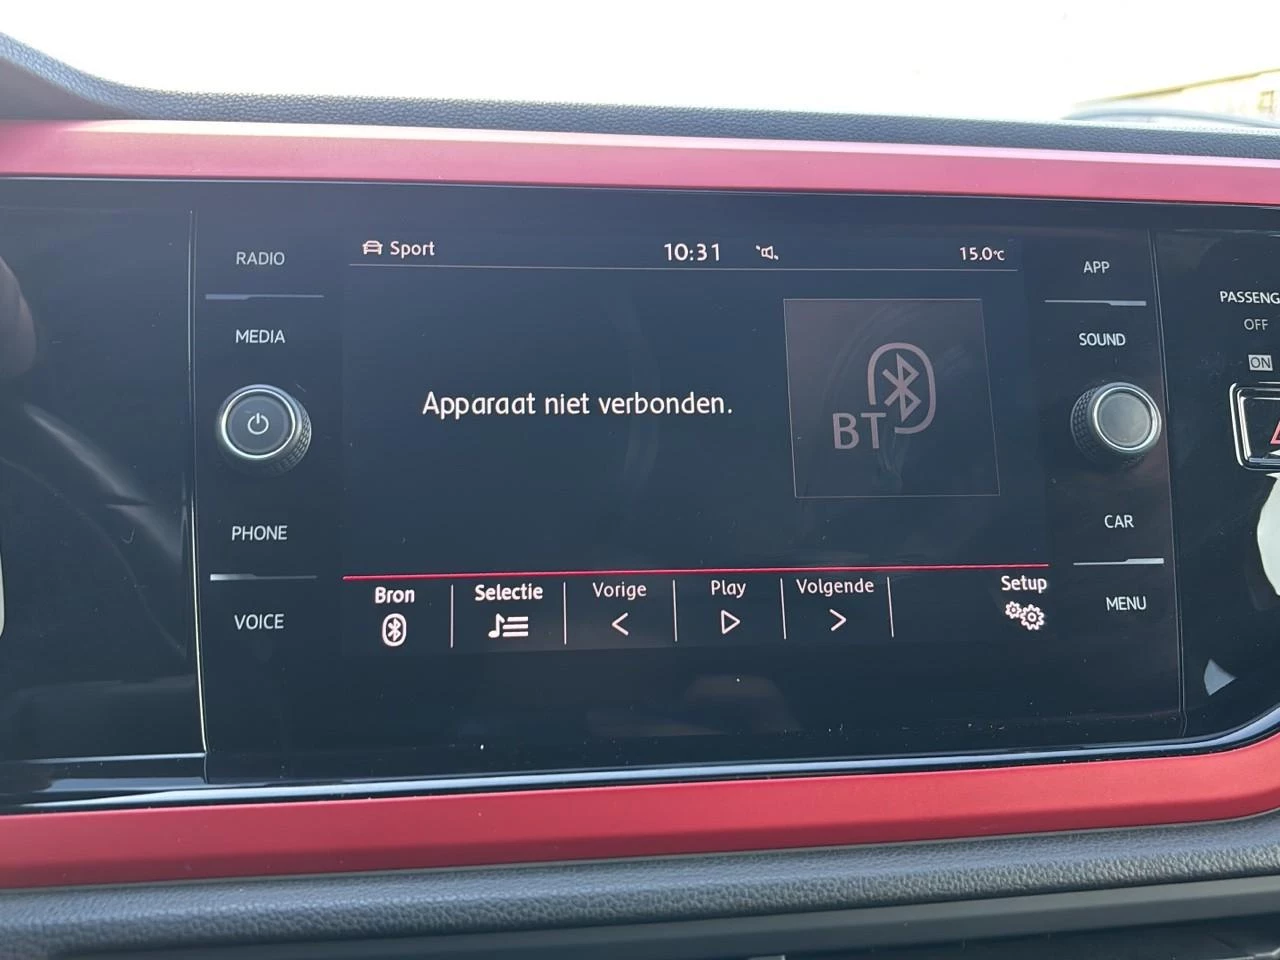 RADIO
MEDIA
PHONE
VOICE
Sport 10:31 15.0°C
Apparaat niet verbonden.
BT
Bron Selectie Vorige Play Volgende Setup
APP
SOUND
CAR
MENU
PASSENG
OFF
ON